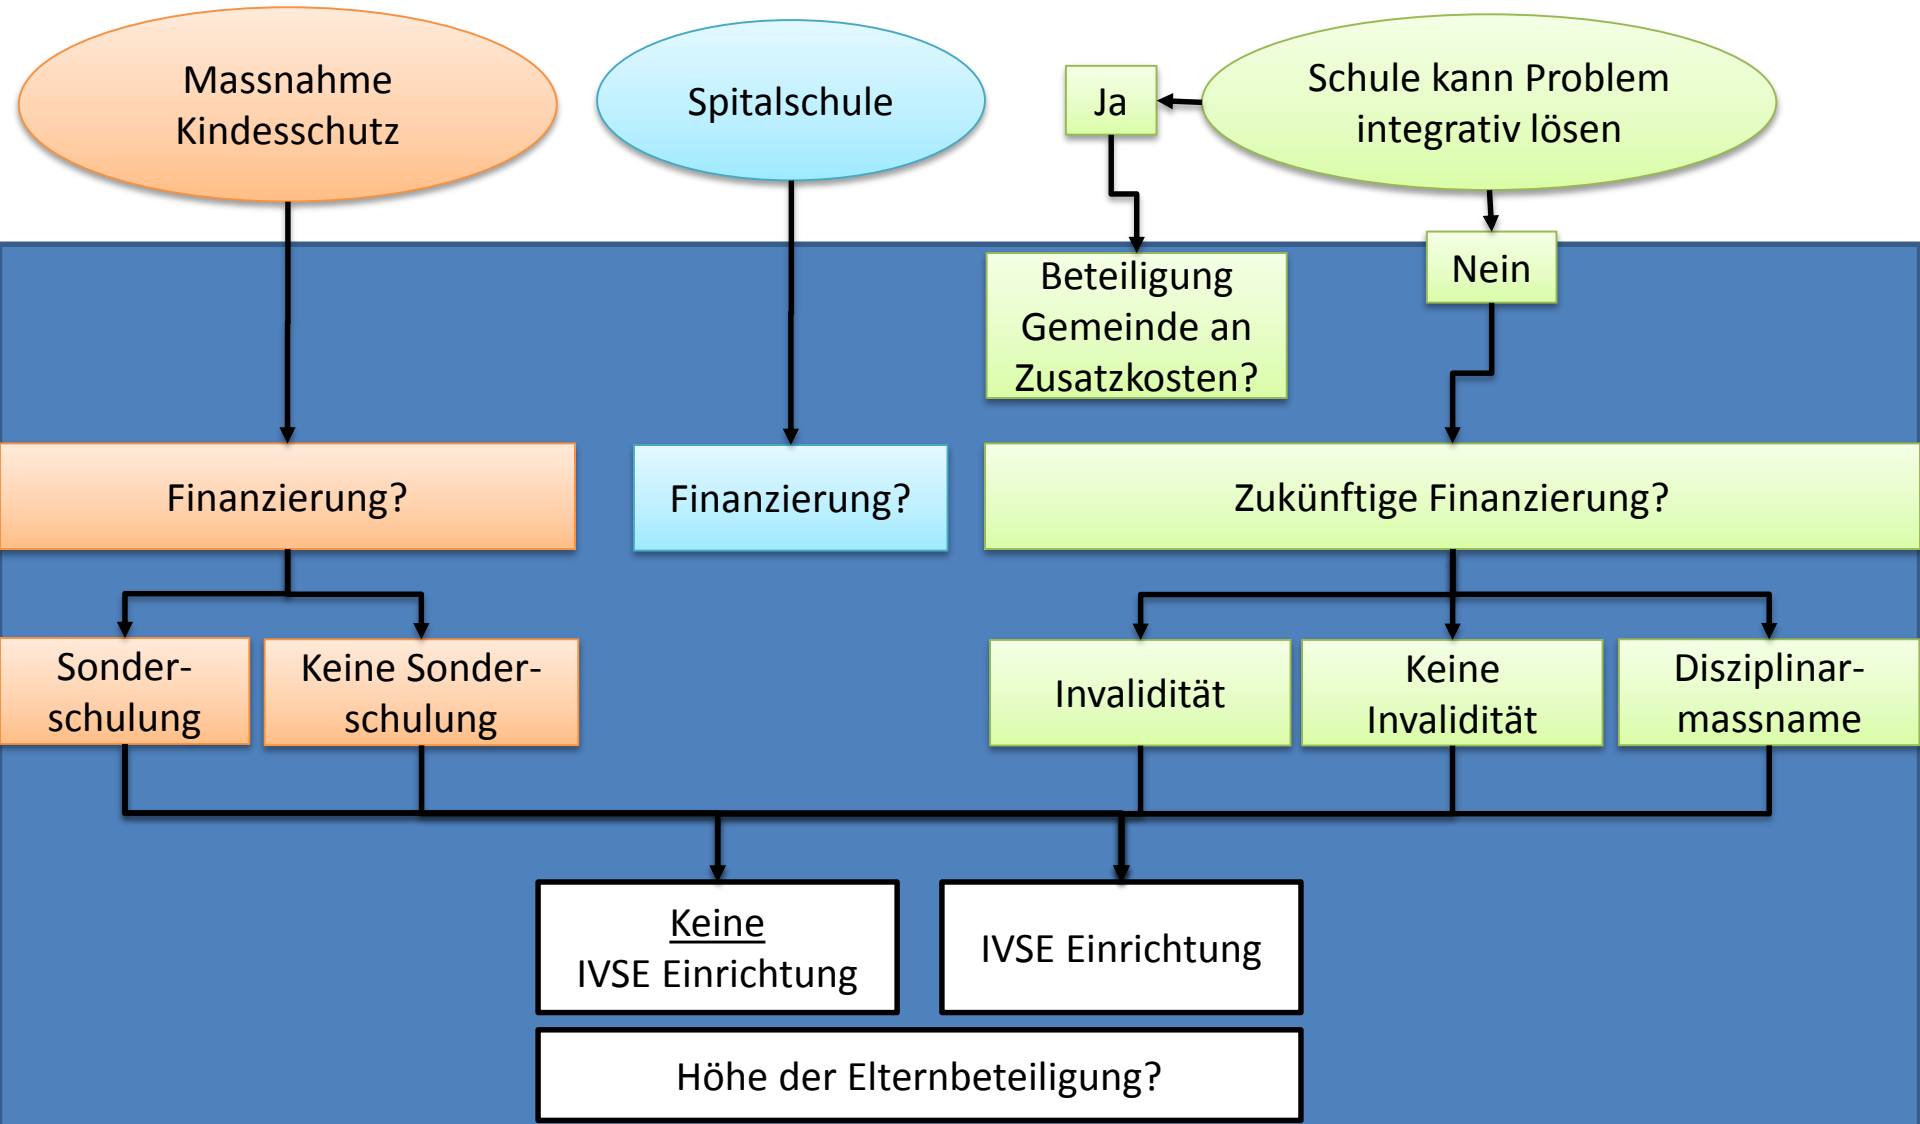 Massnahme
Kindesschutz
Spitalschule
Ja
Schule kann Problem
integrativ lösen
Beteiligung
Gemeinde an
Zusatzkosten?
Nein
Finanzierung?
Finanzierung?
Zukünftige Finanzierung?
Sonder-
schulung
Keine Sonder-
schulung
Invalidität
Keine
Invalidität
Disziplinar-
massname
Keine
IVSE Einrichtung
IVSE Einrichtung
Höhe der Elternbeteiligung?